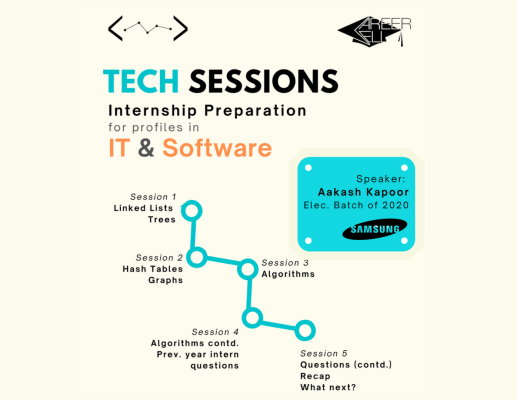 CAREER
CELL
TECH SESSIONS
Internship Preparation
for profiles in
IT & Software
Speaker:
Aakash Kapoor
Elec. Batch of 2020
SAMSUNG
Session 1
Linked Lists
Trees
Session 2
Hash Tables
Graphs
Session 3
Algorithms
Session 4
Algorithms contd.
Prev. year intern
questions
Session 5
Questions (contd.)
Recap
What next?